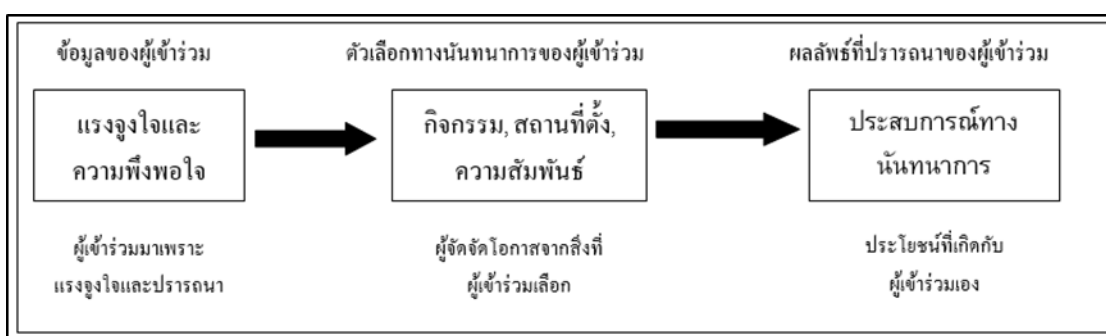 ข้อมูลของผู้เข้าร่วม
ตัวเลือกทางนันทนาการของผู้เข้าร่วม
ผลลัพธ์ที่ปรารถนาของผู้เข้าร่วม
แรงจูงใจและ
ความพึงพอใจ
กิจกรรม, สถานที่ตั้ง,
ความสัมพันธ์
ประสบการณ์ทาง
นันทนาการ
ผู้เข้าร่วมมาเพราะ
แรงจูงใจและปรารถนา
ผู้จัดจัดโอกาสจากสิ่งที่
ผู้เข้าร่วมเลือก
ประโยชน์ที่เกิดกับ
ผู้เข้าร่วมเอง